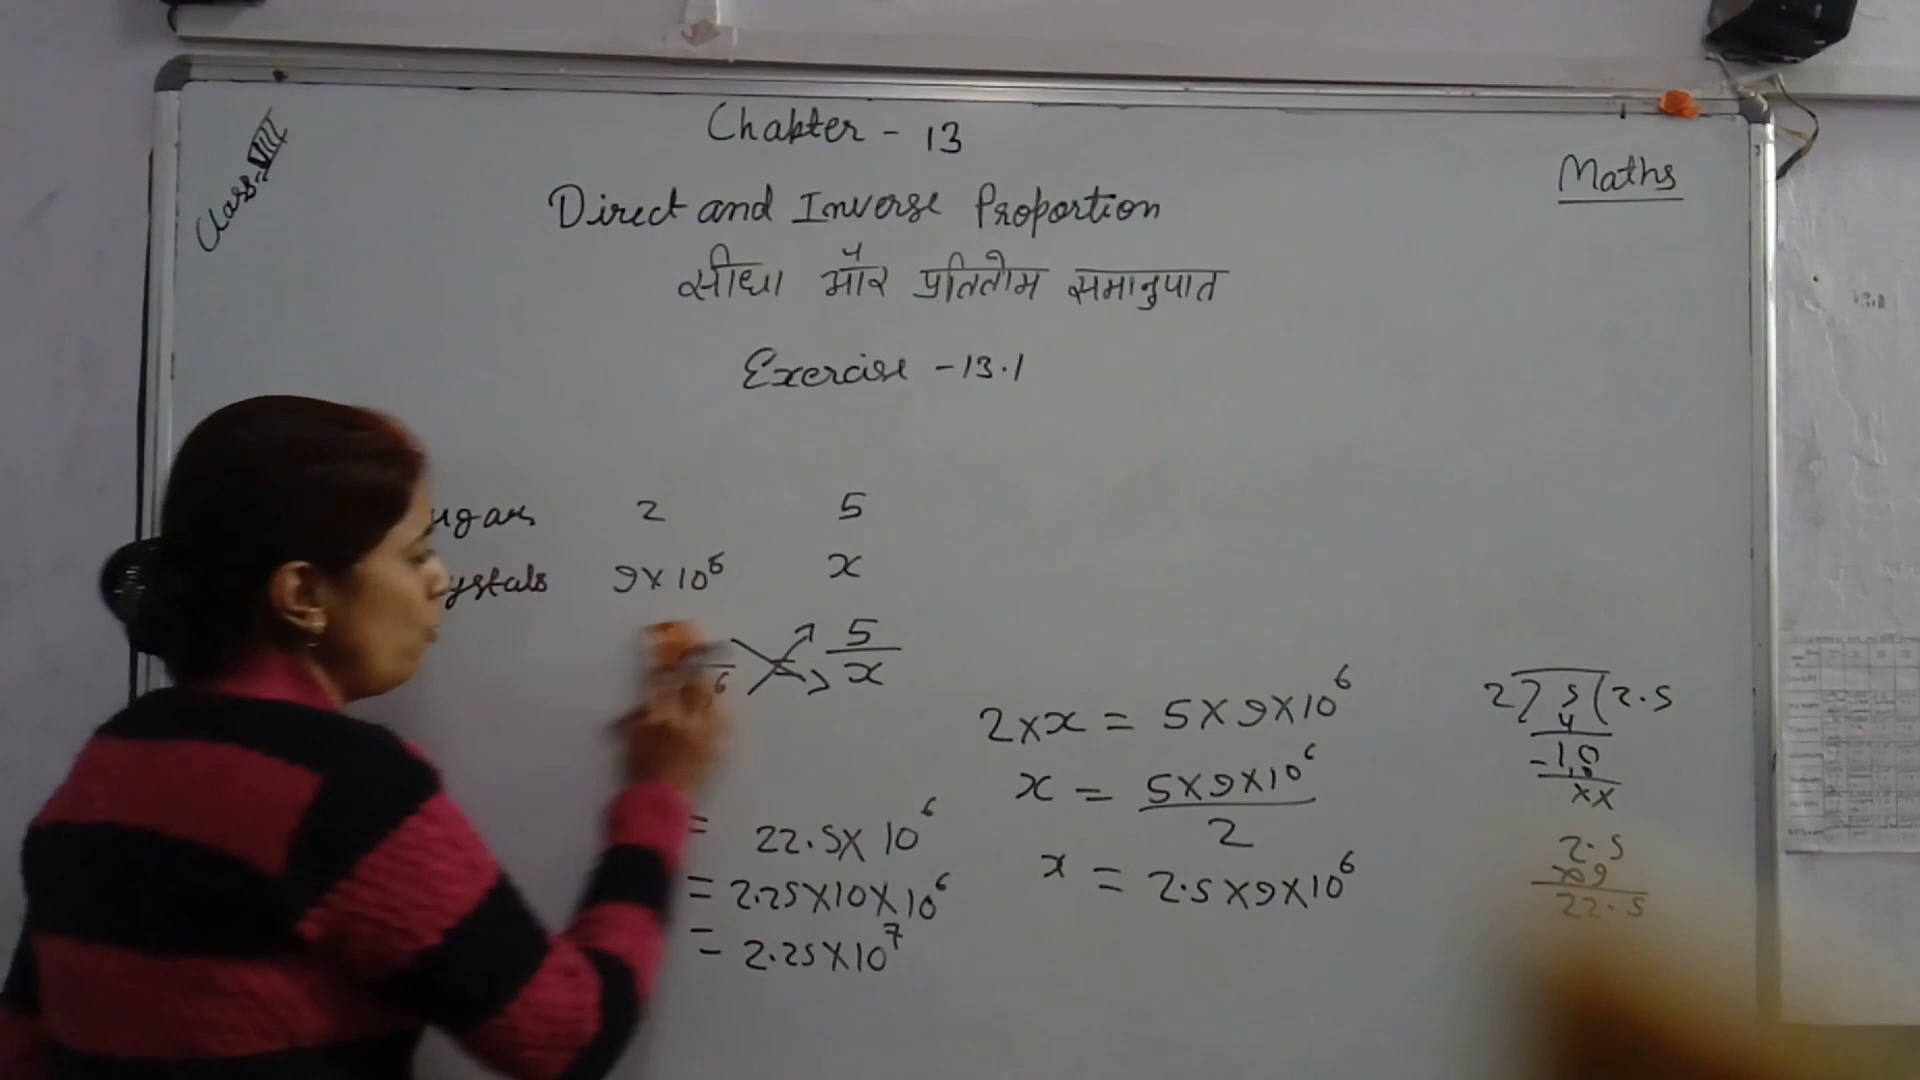 Class-VIII
Chapter - 13
Maths
Direct and Inverse Proportion
सीधा और प्रतिलोम समानुपात
Exercise - 13.1
2 5
9×10⁶ x
5
x
2×x = 5×9×10⁶
x = 5×9×10⁶
2
x = 2.5×9×10⁶
= 22.5×10⁶
= 2.25×10×10⁶
= 2.25×10⁷
2 ) 5 ( 2.5
4
-10
10
××
2.5
×9
22.5